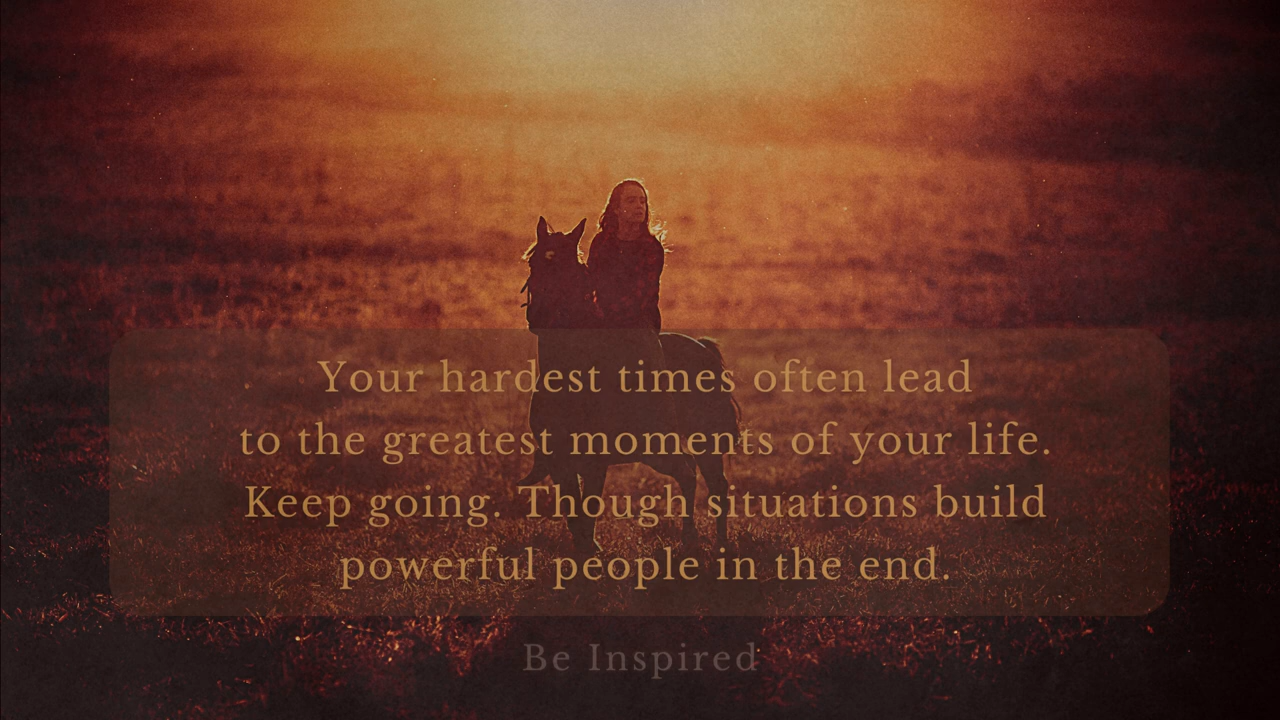 Your hardest times often lead
to the greatest moments of your life.
Keep going. Though situations build
powerful people in the end.
Be Inspired